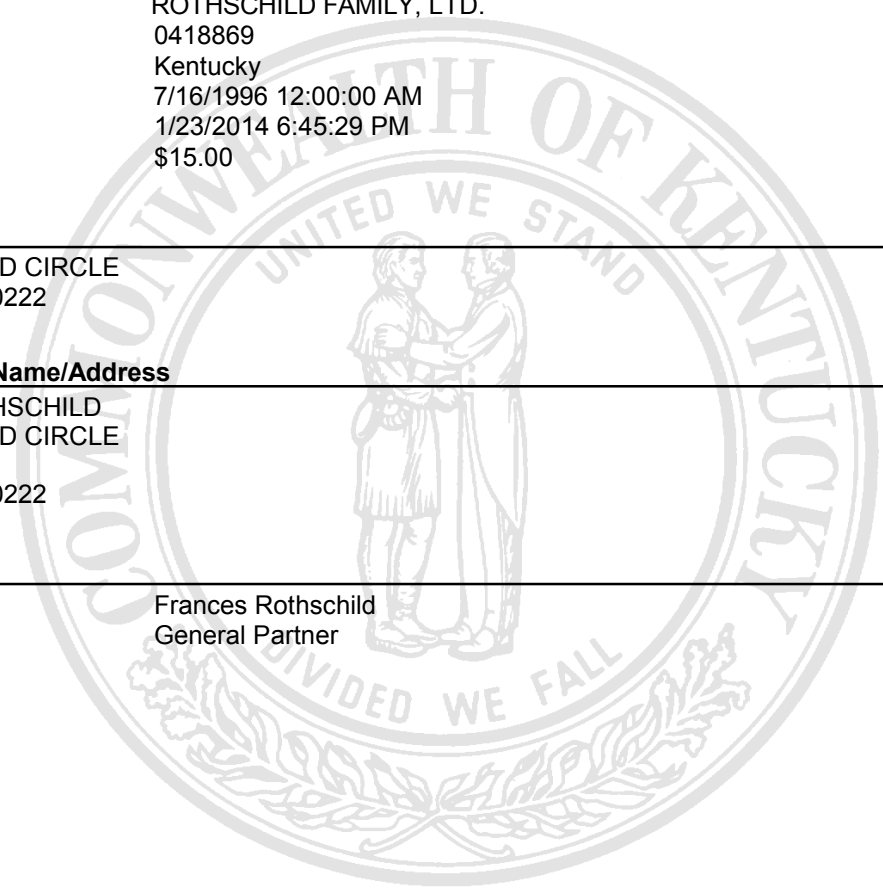 ROTHSCHILD FAMILY, LTD.
0418869
Kentucky
7/16/1996 12:00:00 AM
1/23/2014 6:45:29 PM
$15.00
D CIRCLE
0222
Name/Address
HSCHILD
D CIRCLE
0222
Frances Rothschild
General Partner
COMMONWEALTH OF KENTUCKY
UNITED WE STAND
DIVIDED WE FALL